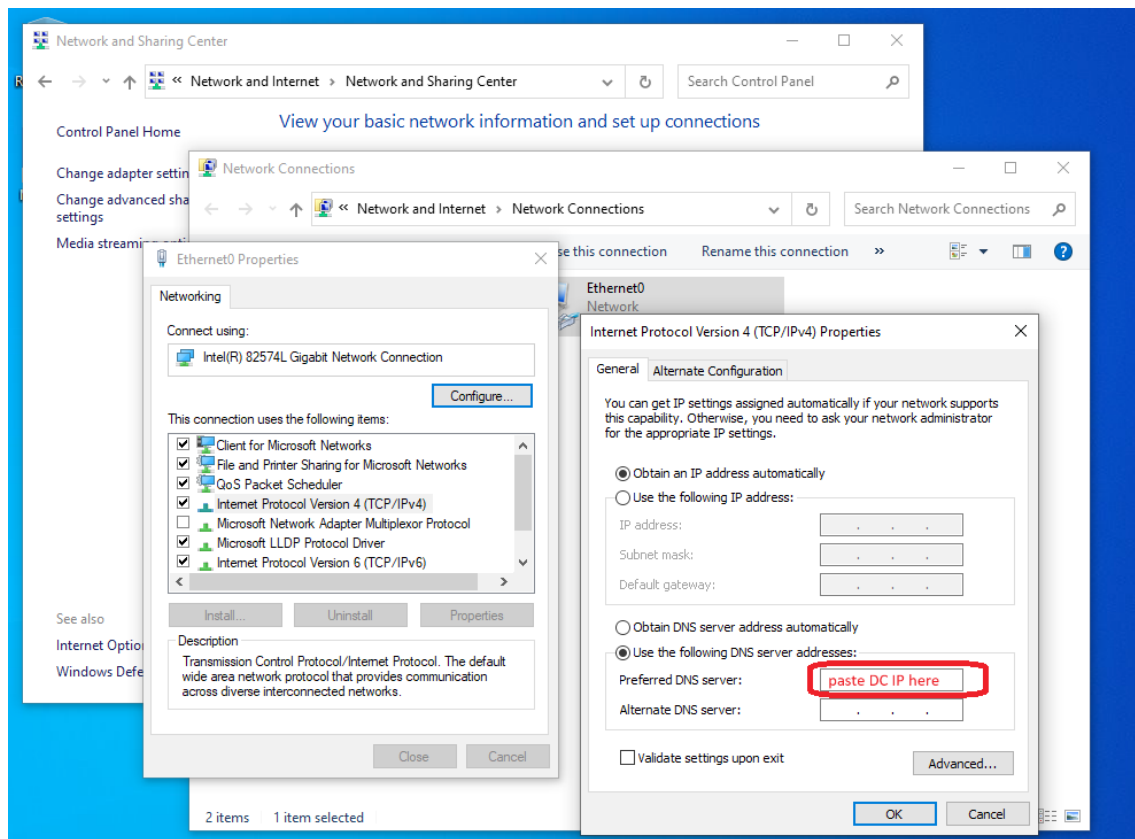 Network and Sharing Center
« Network and Internet › Network and Sharing Center
Search Control Panel
Control Panel Home
View your basic network information and set up connections
Change adapter settin
Change advanced sha
settings
Media streaming opti
See also
Internet Optio
Windows Defe
Network Connections
« Network and Internet › Network Connections
Search Network Connections
se this connection
Rename this connection
»
Ethernet0
Network
Ethernet0 Properties
Networking
Connect using:
Intel(R) 82574L Gigabit Network Connection
Configure...
This connection uses the following items:
Client for Microsoft Networks
File and Printer Sharing for Microsoft Networks
QoS Packet Scheduler
Internet Protocol Version 4 (TCP/IPv4)
Microsoft Network Adapter Multiplexor Protocol
Microsoft LLDP Protocol Driver
Internet Protocol Version 6 (TCP/IPv6)
Install...
Uninstall
Properties
Description
Transmission Control Protocol/Internet Protocol. The default
wide area network protocol that provides communication
across diverse interconnected networks.
Close
Cancel
Internet Protocol Version 4 (TCP/IPv4) Properties
General
Alternate Configuration
You can get IP settings assigned automatically if your network supports
this capability. Otherwise, you need to ask your network administrator
for the appropriate IP settings.
Obtain an IP address automatically
Use the following IP address:
IP address:
Subnet mask:
Default gateway:
Obtain DNS server address automatically
Use the following DNS server addresses:
Preferred DNS server:
paste DC IP here
Alternate DNS server:
Validate settings upon exit
Advanced...
OK
Cancel
2 items
1 item selected